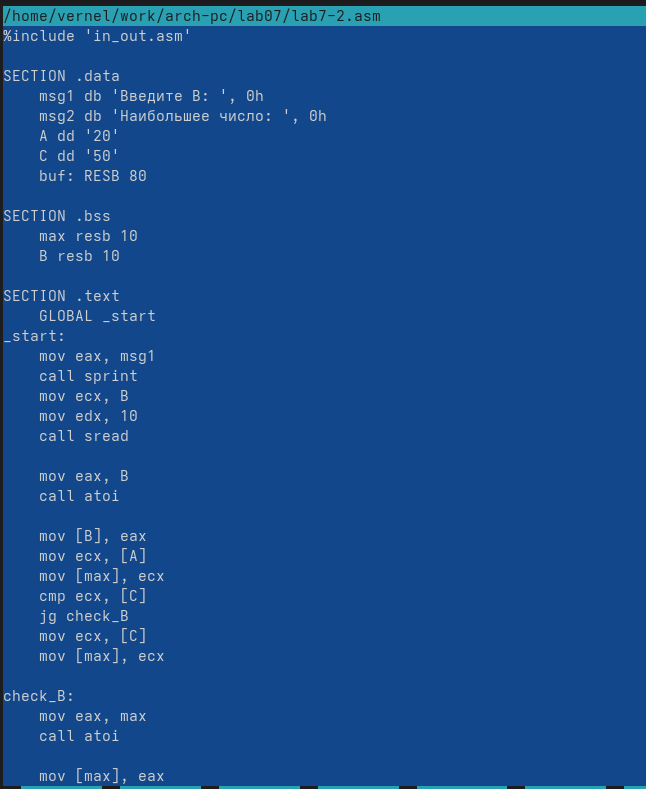 /home/vernel/work/arch-pc/lab07/lab7-2.asm
%include 'in_out.asm'

SECTION .data
    msg1 db 'Введите B: ', 0h
    msg2 db 'Наибольшее число: ', 0h
    A dd '20'
    C dd '50'
    buf: RESB 80

SECTION .bss
    max resb 10
    B resb 10

SECTION .text
    GLOBAL _start
_start:
    mov eax, msg1
    call sprint
    mov ecx, B
    mov edx, 10
    call sread

    mov eax, B
    call atoi

    mov [B], eax
    mov ecx, [A]
    mov [max], ecx
    cmp ecx, [C]
    jg check_B
    mov ecx, [C]
    mov [max], ecx

check_B:
    mov eax, max
    call atoi

    mov [max], eax